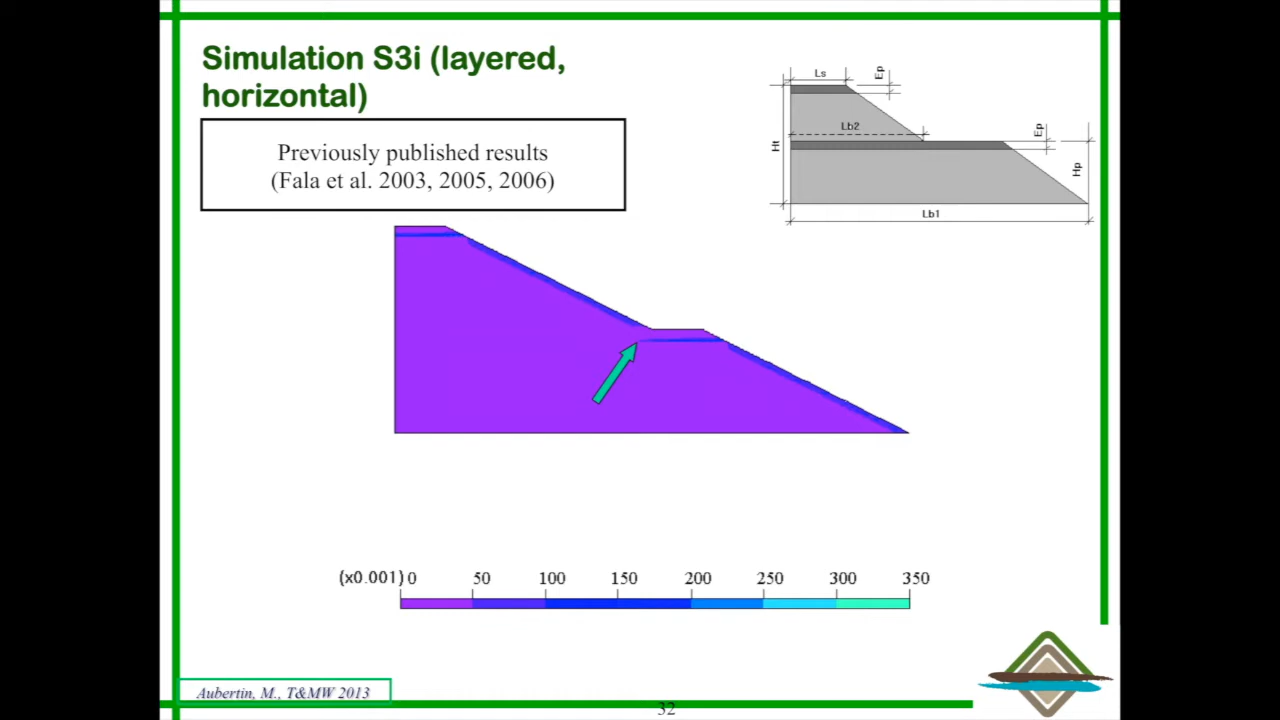 Simulation S3i (layered,
horizontal)
Previously published results
(Fala et al. 2003, 2005, 2006)
Ls
Ep
Lb2
Ep
Ht
Hp
Lb1
(x0.001) 0 50 100 150 200 250 300 350
Aubertin, M., T&MW 2013
32